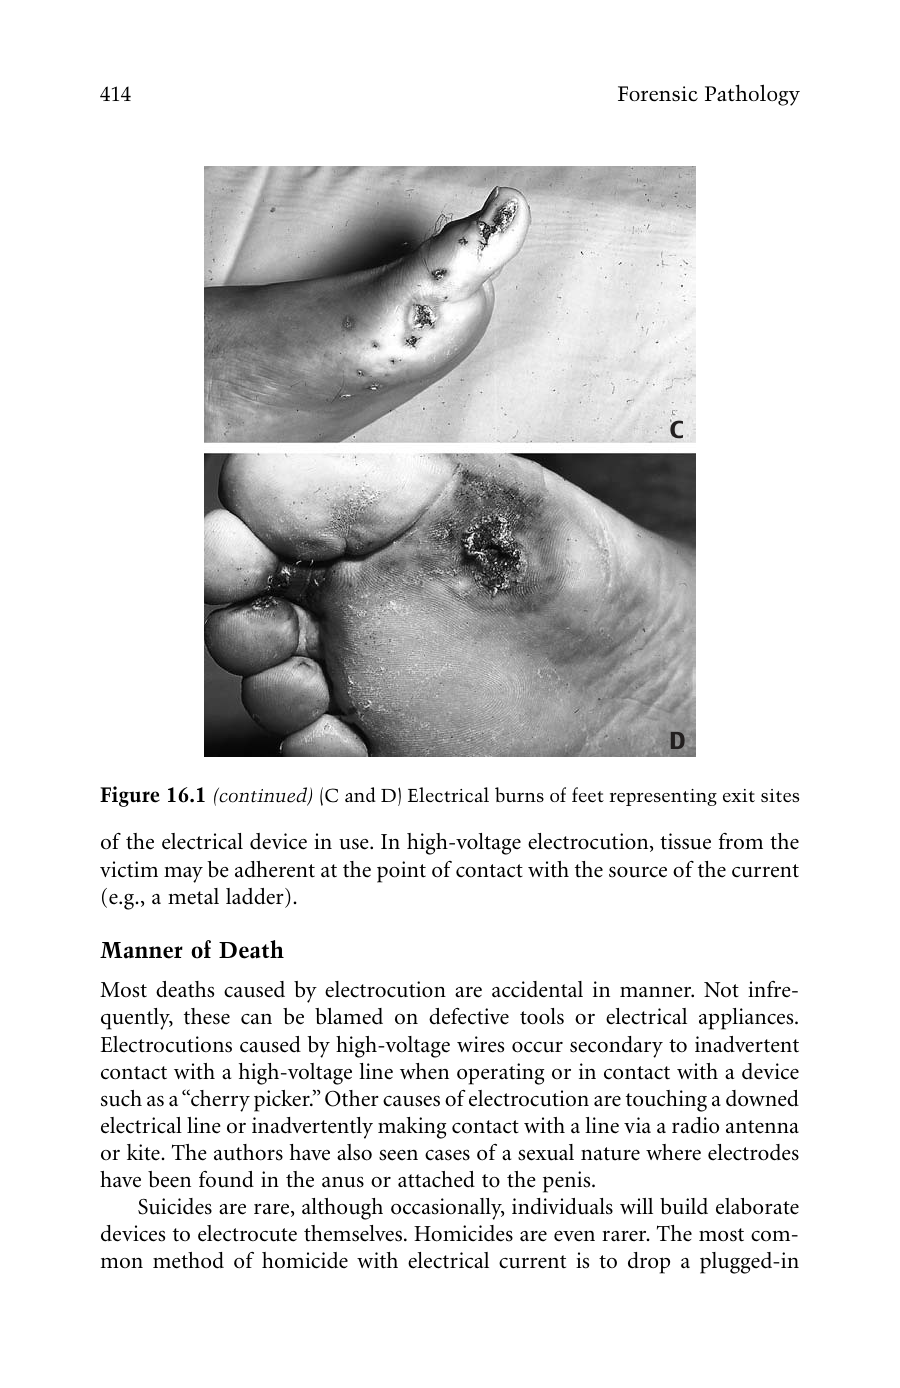 414
Forensic Pathology
C
D
Figure 16.1 (continued) (C and D) Electrical burns of feet representing exit sites
of the electrical device in use. In high-voltage electrocution, tissue from the
victim may be adherent at the point of contact with the source of the current
(e.g., a metal ladder).
Manner of Death
Most deaths caused by electrocution are accidental in manner. Not infre-
quently, these can be blamed on defective tools or electrical appliances.
Electrocutions caused by high-voltage wires occur secondary to inadvertent
contact with a high-voltage line when operating or in contact with a device
such as a “cherry picker.” Other causes of electrocution are touching a downed
electrical line or inadvertently making contact with a line via a radio antenna
or kite. The authors have also seen cases of a sexual nature where electrodes
have been found in the anus or attached to the penis.
Suicides are rare, although occasionally, individuals will build elaborate
devices to electrocute themselves. Homicides are even rarer. The most com-
mon method of homicide with electrical current is to drop a plugged-in